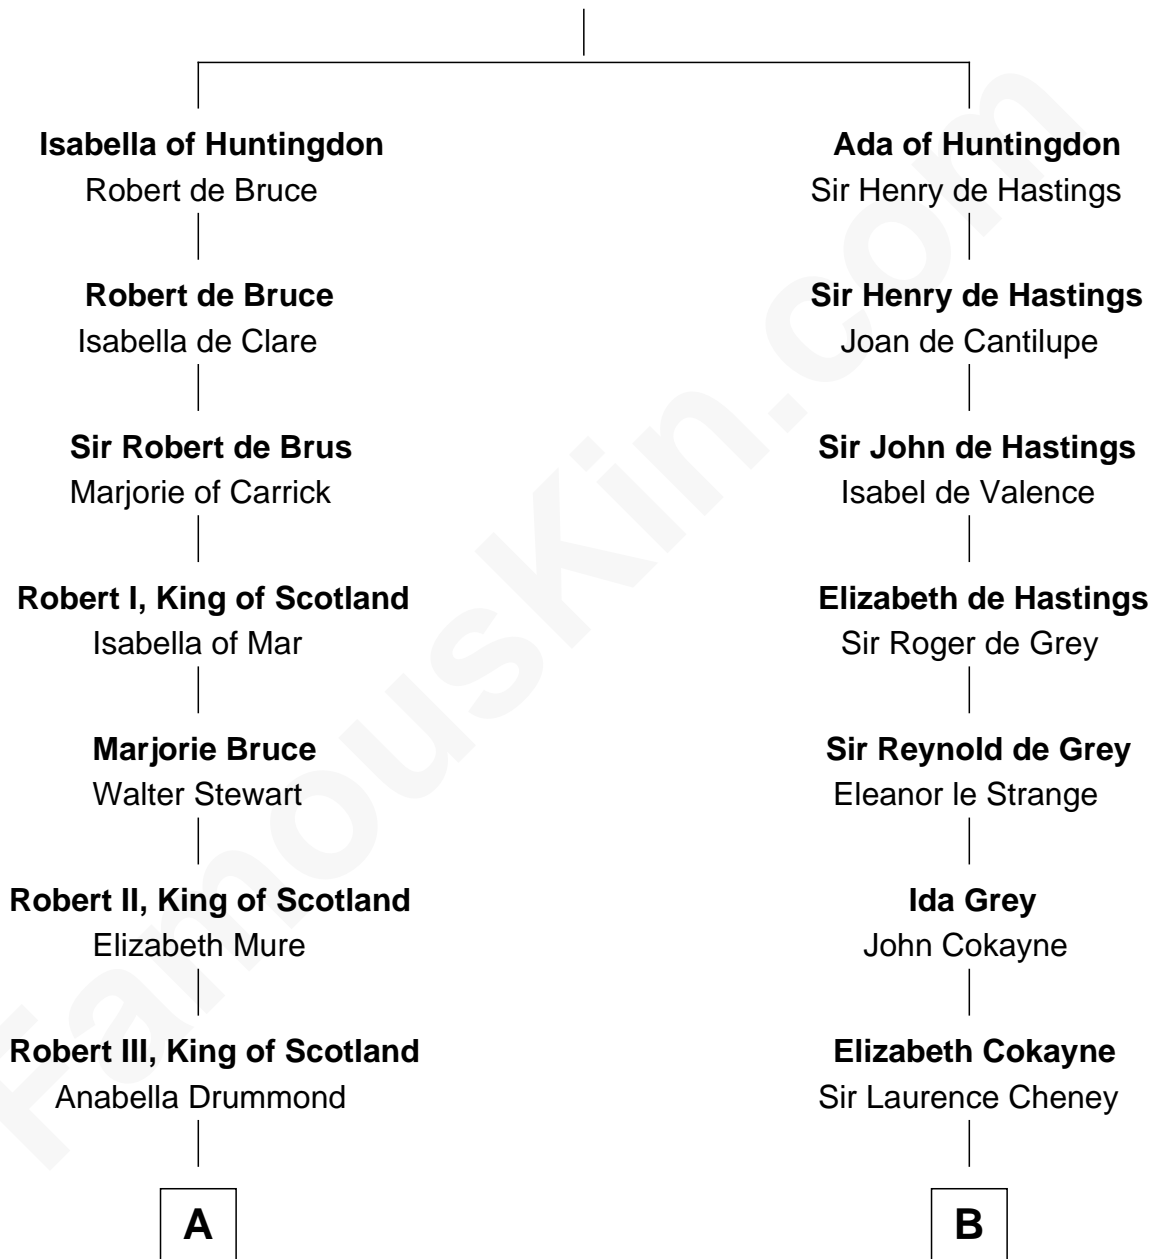 Isabella of Huntingdon
Robert de Bruce
Robert de Bruce
Isabella de Clare
Sir Robert de Brus
Marjorie of Carrick
Robert I, King of Scotland
Isabella of Mar
Marjorie Bruce
Walter Stewart
Robert II, King of Scotland
Elizabeth Mure
Robert III, King of Scotland
Anabella Drummond
A
Ada of Huntingdon
Sir Henry de Hastings
Sir Henry de Hastings
Joan de Cantilupe
Sir John de Hastings
Isabel de Valence
Elizabeth de Hastings
Sir Roger de Grey
Sir Reynold de Grey
Eleanor le Strange
Ida Grey
John Cokayne
Elizabeth Cokayne
Sir Laurence Cheney
B
FamousKin.com